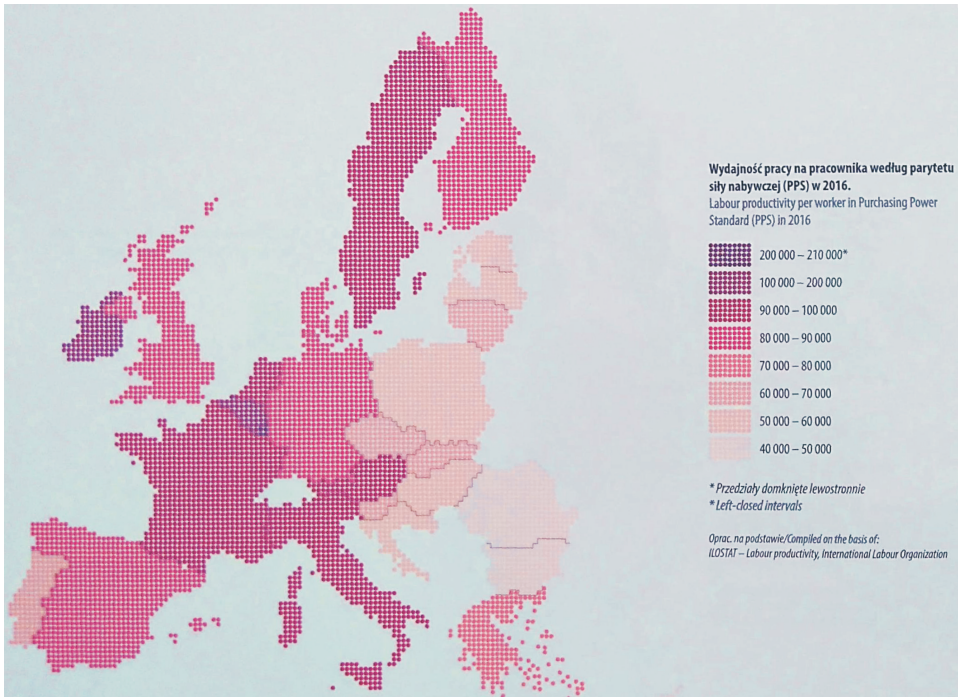 Wydajność pracy na pracownika według parytetu
siły nabywczej (PPS) w 2016.
Labour productivity per worker in Purchasing Power
Standard (PPS) in 2016
200 000 – 210 000*
100 000 – 200 000
90 000 – 100 000
80 000 – 90 000
70 000 – 80 000
60 000 – 70 000
50 000 – 60 000
40 000 – 50 000
* Przedziały domknięte lewostronnie
* Left-closed intervals
Oprac. na podstawie/Compiled on the basis of:
ILOSTAT – Labour productivity, International Labour Organization